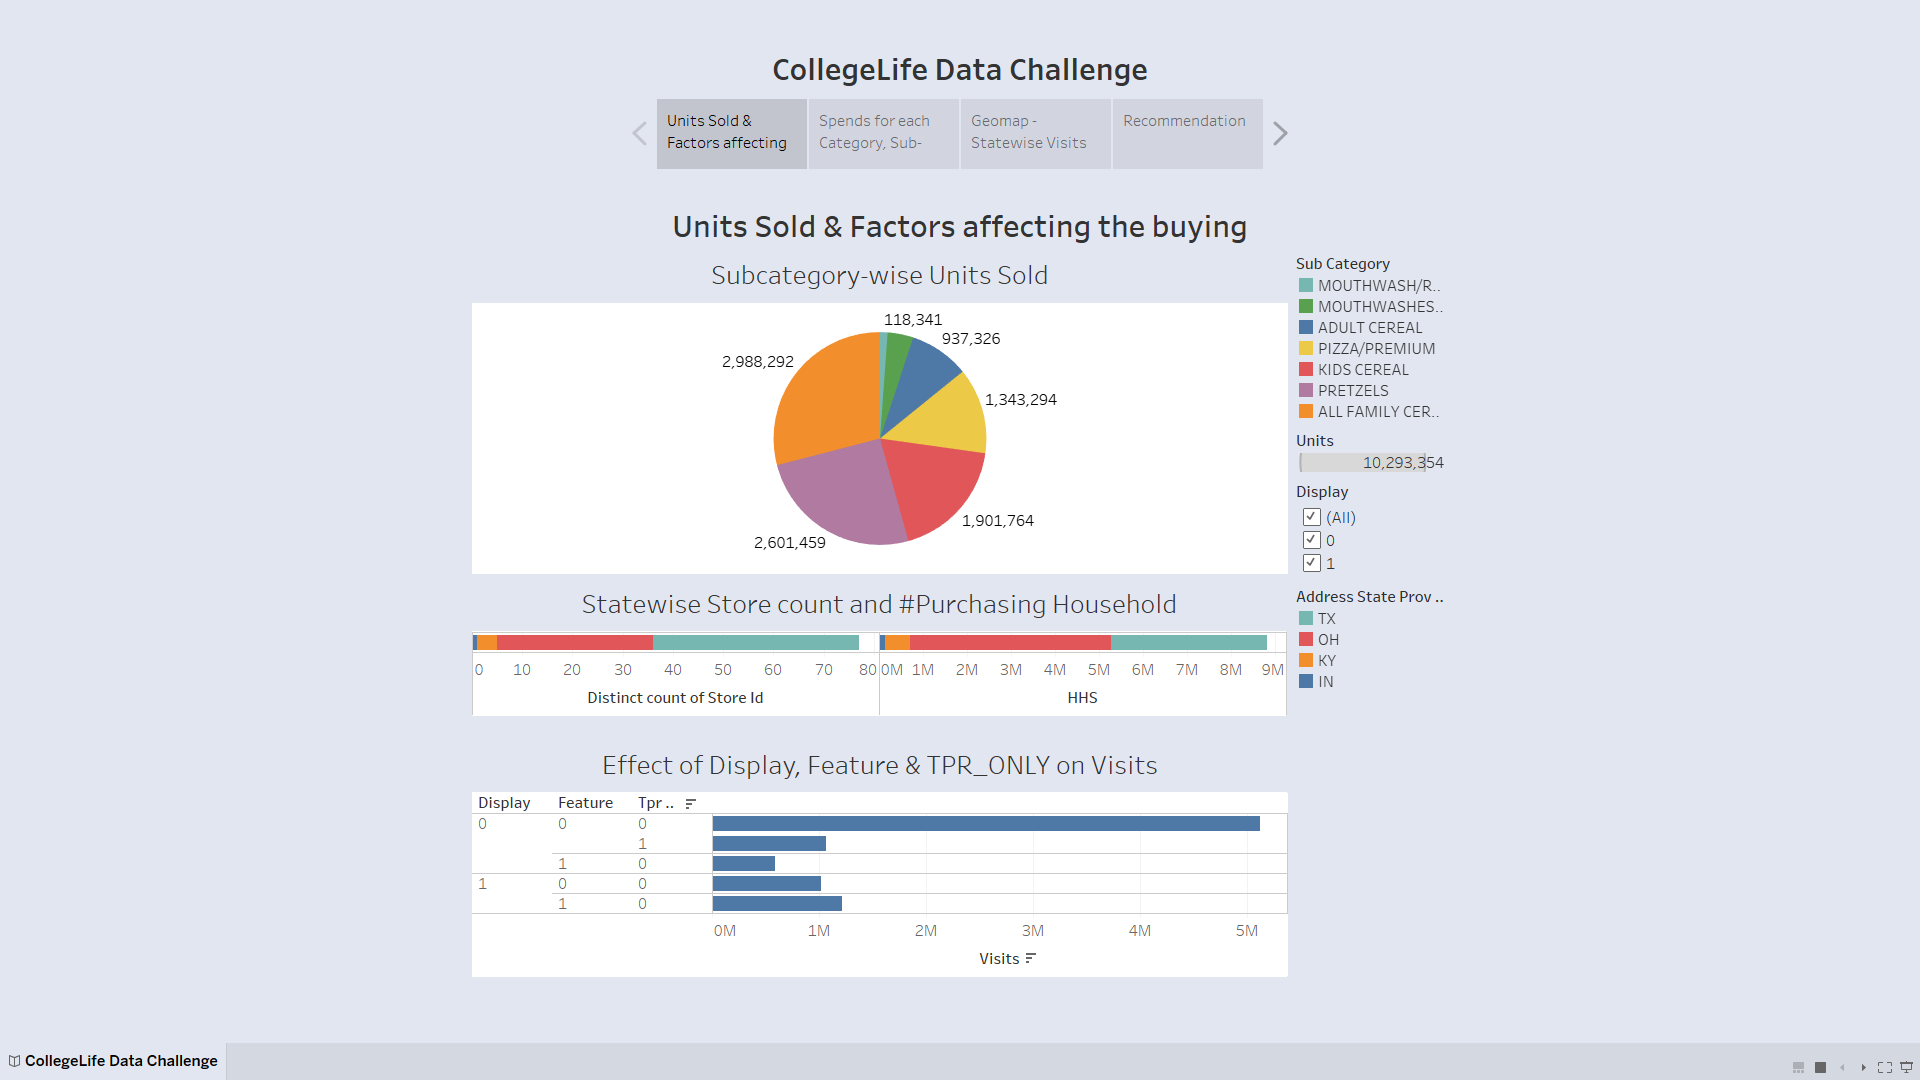 CollegeLife Data Challenge
Units Sold &
Factors affecting
Spends for each
Category, Sub-
Geomap -
Statewise Visits
Recommendation
Units Sold & Factors affecting the buying
Subcategory-wise Units Sold
118,341
937,326
2,988,292
1,343,294
1,901,764
2,601,459
Sub Category
MOUTHWASH/R..
MOUTHWASHES..
ADULT CEREAL
PIZZA/PREMIUM
KIDS CEREAL
PRETZELS
ALL FAMILY CER..
Units
10,293,354
Display
(All)
0
1
Address State Prov ..
TX
OH
KY
IN
Statewise Store count and #Purchasing Household
0 10 20 30 40 50 60 70 80
0M 1M 2M 3M 4M 5M 6M 7M 8M 9M
Distinct count of Store Id
HHS
Effect of Display, Feature & TPR_ONLY on Visits
Display Feature Tpr ..
0 0 0
1
1 0
1 0 0
1 0
0M 1M 2M 3M 4M 5M
Visits
CollegeLife Data Challenge